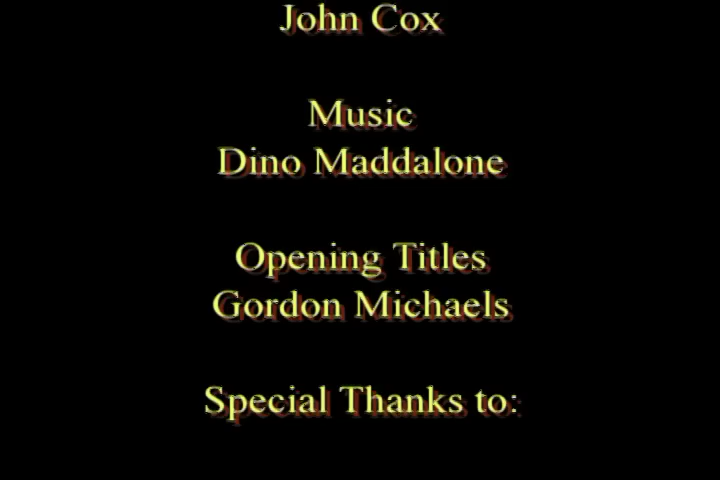 John Cox
Music
Dino Maddalone
Opening Titles
Gordon Michaels
Special Thanks to: